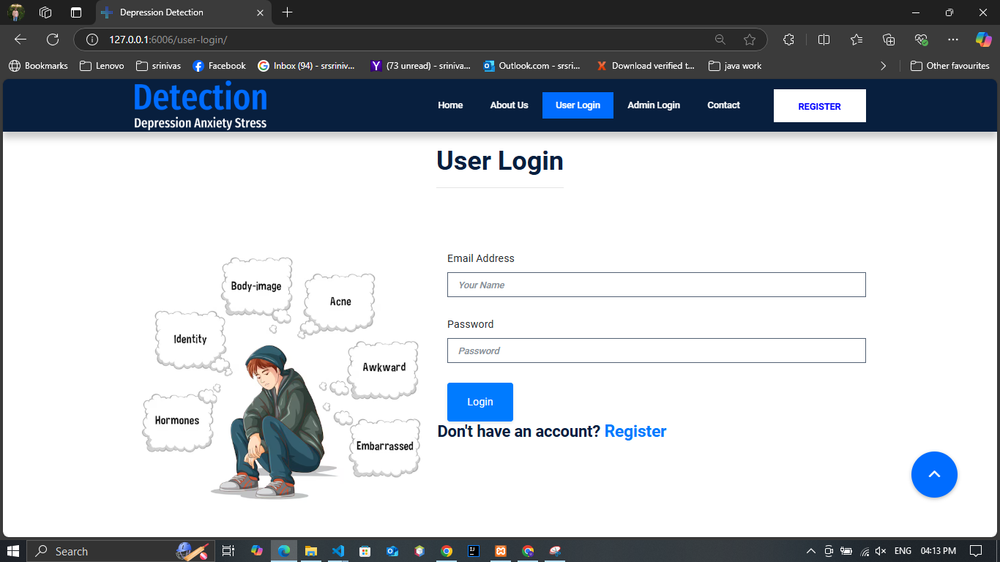 Depression Detection
127.0.0.1:6006/user-login/
Bookmarks Lenovo srinivas Facebook Inbox (94) - srsriniv... (73 unread) - sriniva... Outlook.com - srsri... Download verified t... java work Other favourites
Detection
Depression Anxiety Stress
Home About Us User Login Admin Login Contact REGISTER
User Login
Email Address
Your Name
Password
Password
Login
Don't have an account? Register
Body-image
Acne
Identity
Awkward
Hormones
Embarrassed
Search
ENG 04:13 PM